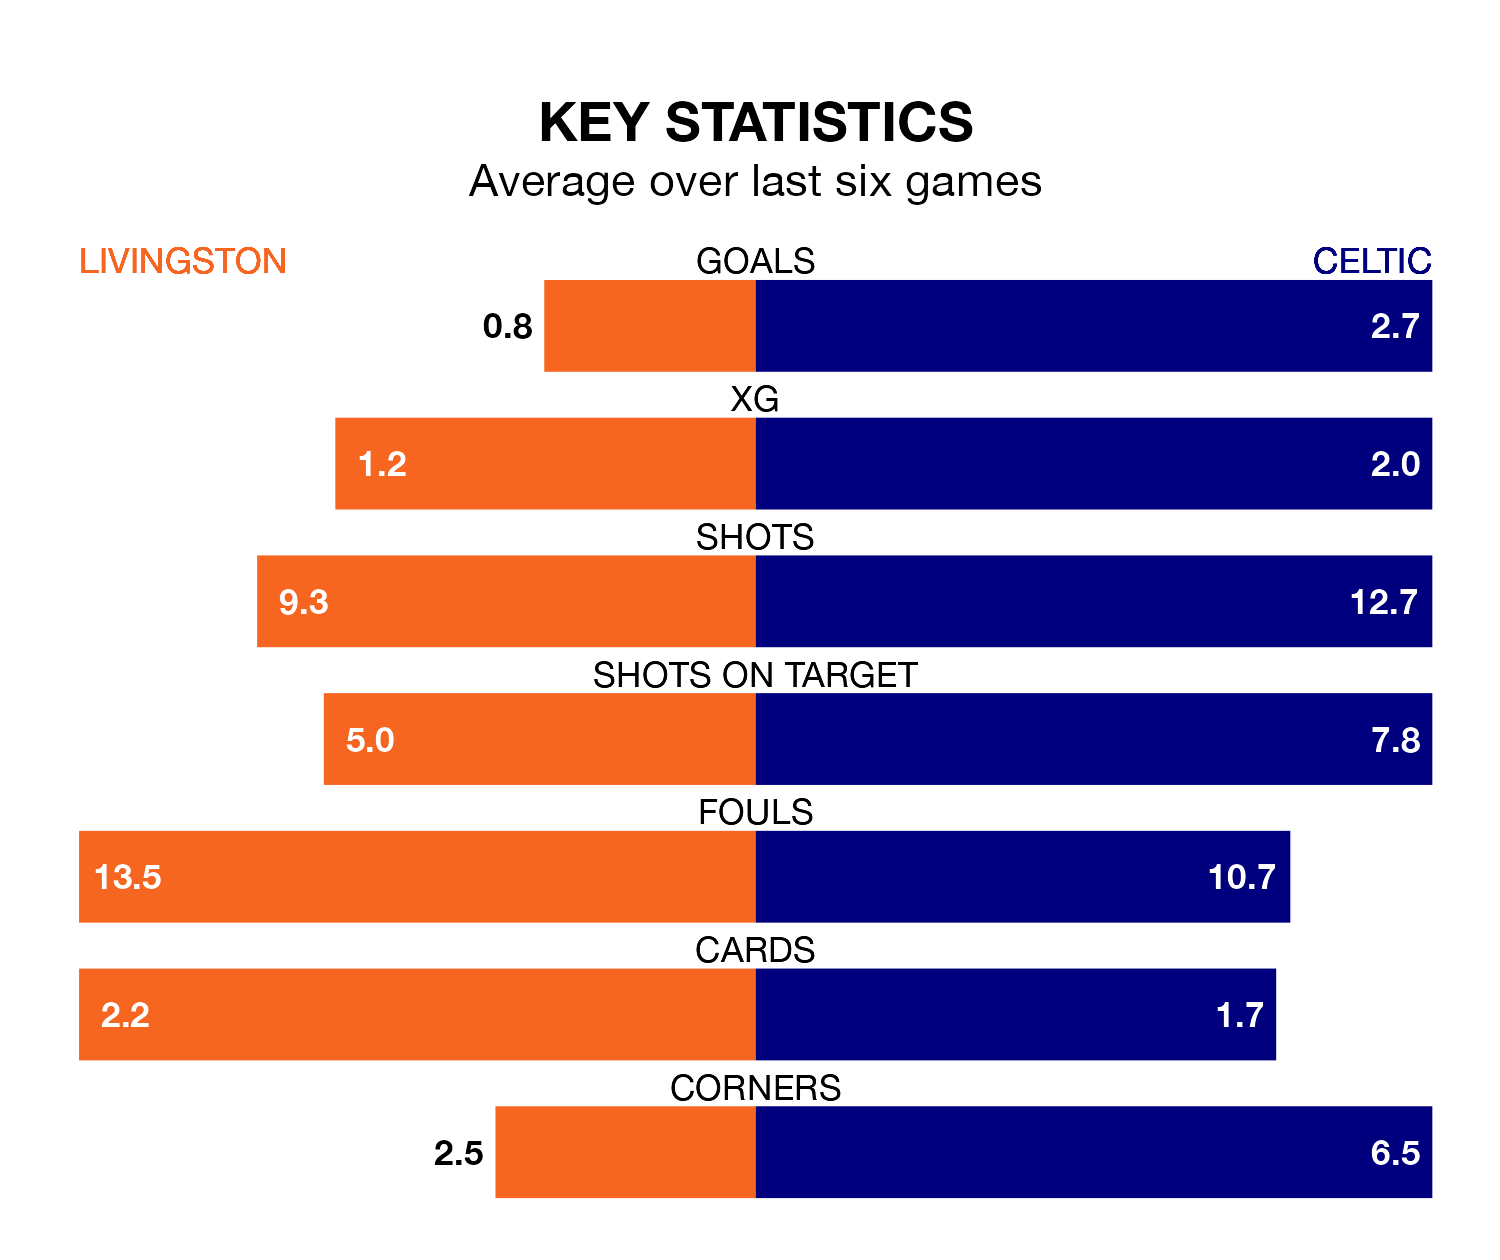 KEY STATISTICS
Average over last six games
LIVINGSTON GOALS CELTIC
0.8 2.7
XG
1.2 2.0
SHOTS
9.3 12.7
SHOTS ON TARGET
5.0 7.8
FOULS
13.5 10.7
CARDS
2.2 1.7
CORNERS
2.5 6.5